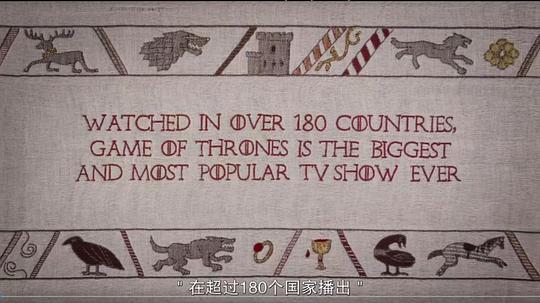 WATCHED IN OVER 180 COUNTRIES,
GAME OF THRONES IS THE BIGGEST
AND MOST POPULAR TV SHOW EVER
"在超过180个国家播出"